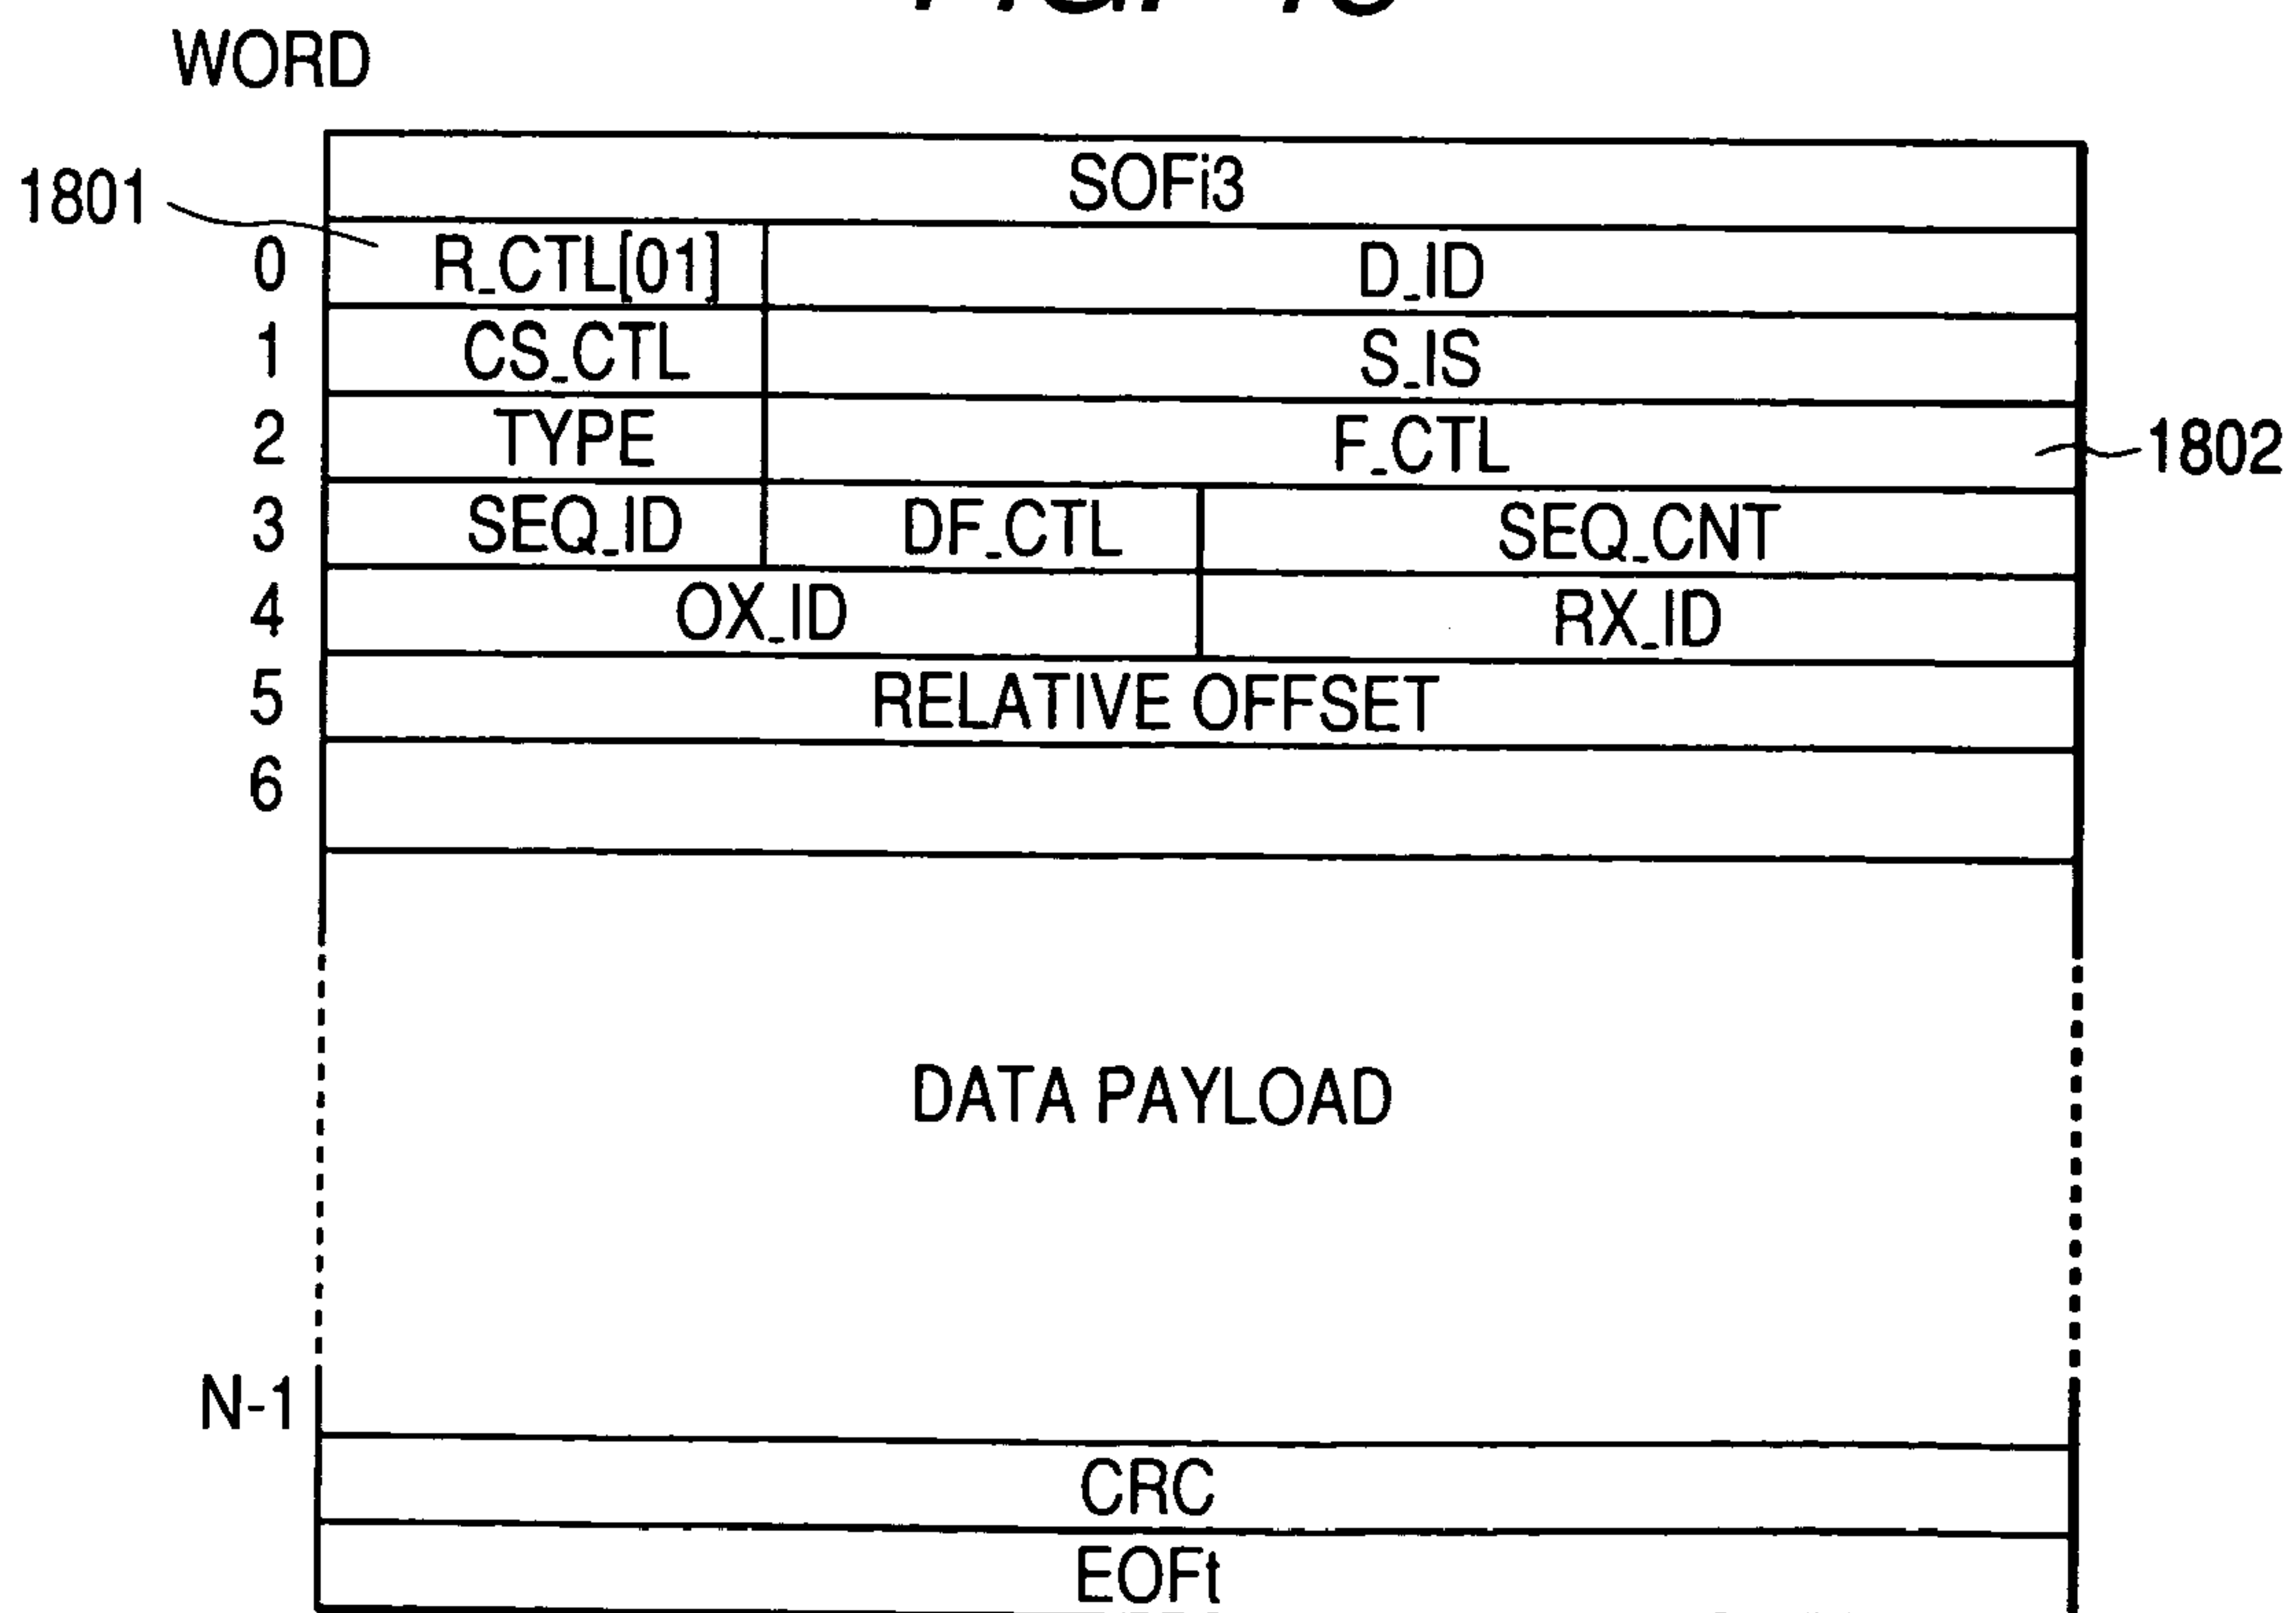 WORD
SOFi3
1801
0 R_CTL[01] D_ID
1 CS_CTL S_IS
2 TYPE F_CTL 1802
3 SEQ_ID DF_CTL SEQ_CNT
4 OX_ID RX_ID
5 RELATIVE OFFSET
6
DATA PAYLOAD
N-1
CRC
EOFt